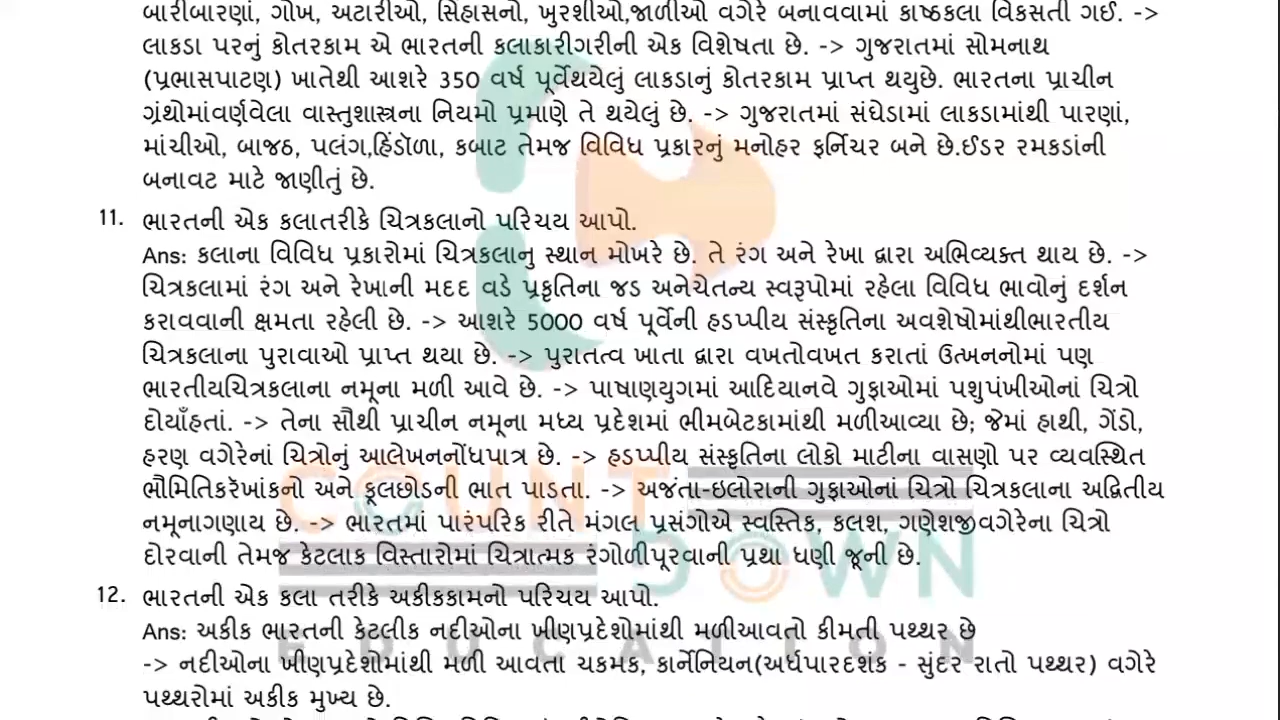 બારીબારણાં, ગોખ, અટારીઓ, સિંહાસનો, ખુરશીઓ,જાળીઓ વગેરે બનાવવામાં કાષ્ઠકલા વિકસતી ગઈ. ->
લાકડા પરનું કોતરકામ એ ભારતની કલાકારીગરીની એક વિશેષતા છે. -> ગુજરાતમાં સોમનાથ
(પ્રભાસપાટણ) ખાતેથી આશરે 350 વર્ષ પૂર્વેથયેલું લાકડાનું કોતરકામ પ્રાપ્ત થયુછે. ભારતના પ્રાચીન
ગ્રંથોમાંવર્ણવેલા વાસ્તુશાસ્ત્રના નિયમો પ્રમાણે તે થયેલું છે. -> ગુજરાતમાં સંઘેડામાં લાકડામાંથી પારણાં,
માંચીઓ, બાજઠ, પલંગ,હિંડૉળા, કબાટ તેમજ વિવિધ પ્રકારનું મનોહર ફર્નિચર બને છે.ઈડર રમકડાંની
બનાવટ માટે જાણીતું છે.
11. ભારતની એક કલાતરીકે ચિત્રકલાનો પરિચય આપો.
Ans: કલાના વિવિધ પ્રકારોમાં ચિત્રકલાનુ સ્થાન મોખરે છે. તે રંગ અને રેખા દ્વારા અભિવ્યક્ત થાય છે. ->
ચિત્રકલામાં રંગ અને રેખાની મદદ વડે પ્રકૃતિના જડ અનેચેતન્ય સ્વરૂપોમાં રહેલા વિવિધ ભાવોનું દર્શન
કરાવવાની ક્ષમતા રહેલી છે. -> આશરે 5000 વર્ષ પૂર્વેની હડપ્પીય સંસ્કૃતિના અવશેષોમાંથીભારતીય
ચિત્રકલાના પુરાવાઓ પ્રાપ્ત થયા છે. -> પુરાતત્વ ખાતા દ્વારા વખતોવખત કરાતાં ઉત્ખનનોમાં પણ
ભારતીયચિત્રકલાના નમૂના મળી આવે છે. -> પાષાણયુગમાં આદિયાનવે ગુફાઓમાં પશુપંખીઓનાં ચિત્રો
દોર્યાંહતાં. -> તેના સૌથી પ્રાચીન નમૂના મધ્ય પ્રદેશમાં ભીમબેટકામાંથી મળીઆવ્યા છે; જેમાં હાથી, ગેંડો,
હરણ વગેરેનાં ચિત્રોનું આલેખનનોંધપાત્ર છે. -> હડપ્પીય સંસ્કૃતિના લોકો માટીના વાસણો પર વ્યવસ્થિત
ભૌમિતિકરૅખાંકનો અને ફૂલછોડની ભાત પાડતા. -> અજંતા-ઇલોરાની ગુફાઓનાં ચિત્રો ચિત્રકલાના અદ્વિતીય
નમૂનાગણાય છે. -> ભારતમાં પારંપરિક રીતે મંગલ પ્રસંગોએ સ્વસ્તિક, કલશ, ગણેશજીવગેરેના ચિત્રો
દોરવાની તેમજ કેટલાક વિસ્તારોમાં ચિત્રાત્મક રંગોળીપૂરવાની પ્રથા ઘણી જૂની છે.
COUNT
DOWN
12. ભારતની એક કલા તરીકે અકીકકામનો પરિચય આપો.
Ans: અકીક ભારતની કેટલીક નદીઓના ખીણપ્રદેશોમાંથી મળીઆવતો કીમતી પથ્થર છે
EDUCATION
-> નદીઓના ખીણપ્રદેશોમાંથી મળી આવતા ચકમક, કાર્નેનિયન(અર્ધપારદર્શક - સુંદર રાતો પથ્થર) વગેરે
પથ્થરોમાં અકીક મુખ્ય છે.